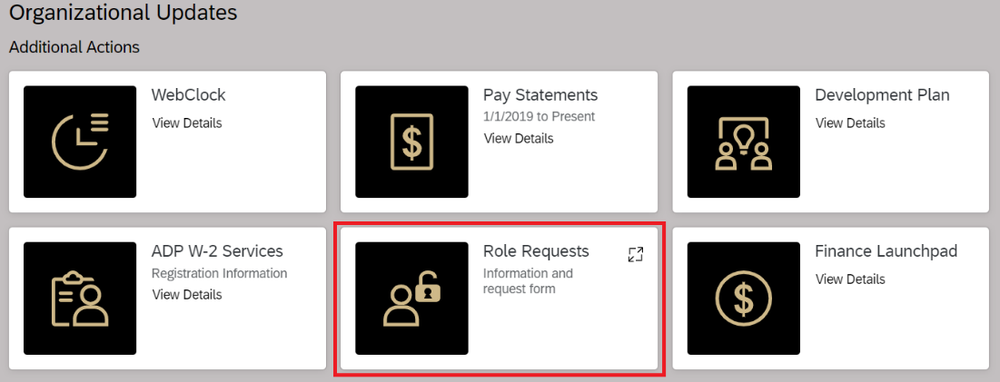 Organizational Updates
Additional Actions
WebClock
View Details
Pay Statements
1/1/2019 to Present
View Details
Development Plan
View Details
ADP W-2 Services
Registration Information
View Details
Role Requests
Information and
request form
Finance Launchpad
View Details